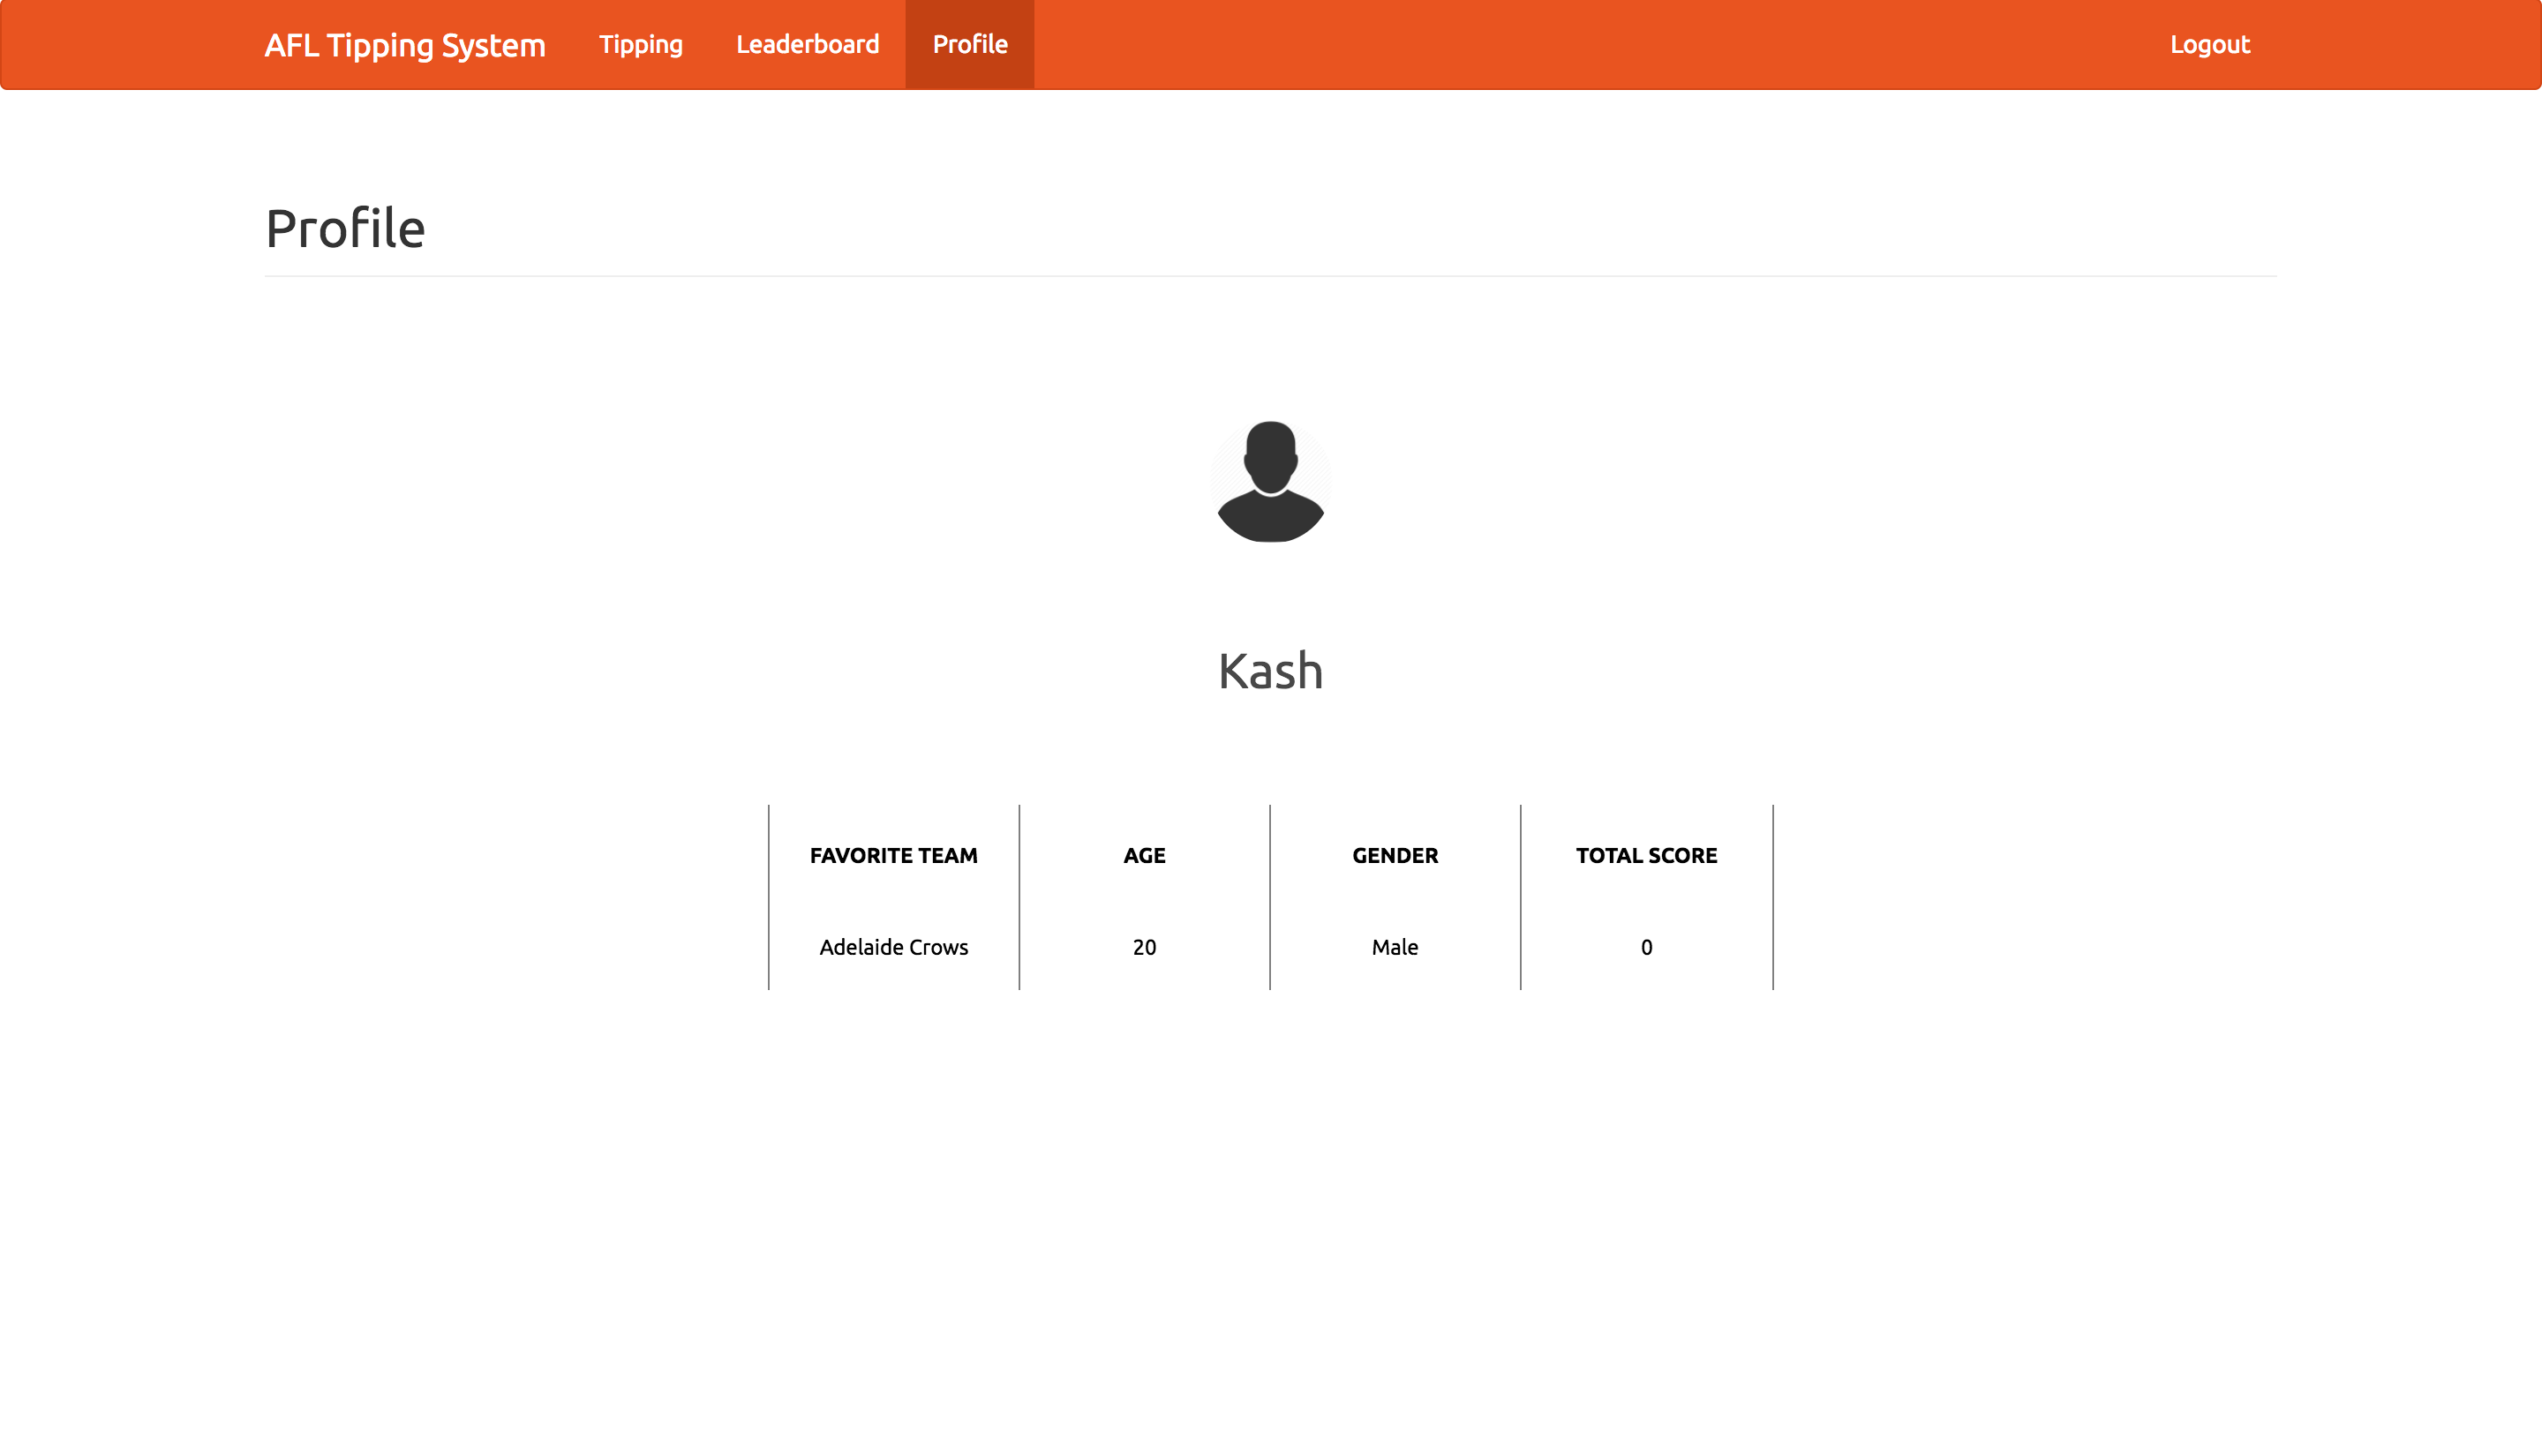 AFL Tipping System Tipping Leaderboard Profile Logout
Profile
Kash
FAVORITE TEAM AGE GENDER TOTAL SCORE
Adelaide Crows 20 Male 0